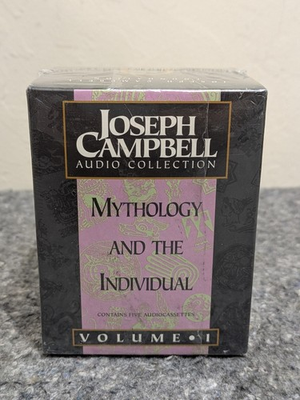 JOSEPH
CAMPBELL
AUDIO COLLECTION
MYTHOLOGY
AND THE
INDIVIDUAL
CONTAINS FIVE AUDIOCASSETTES
VOLUME • I